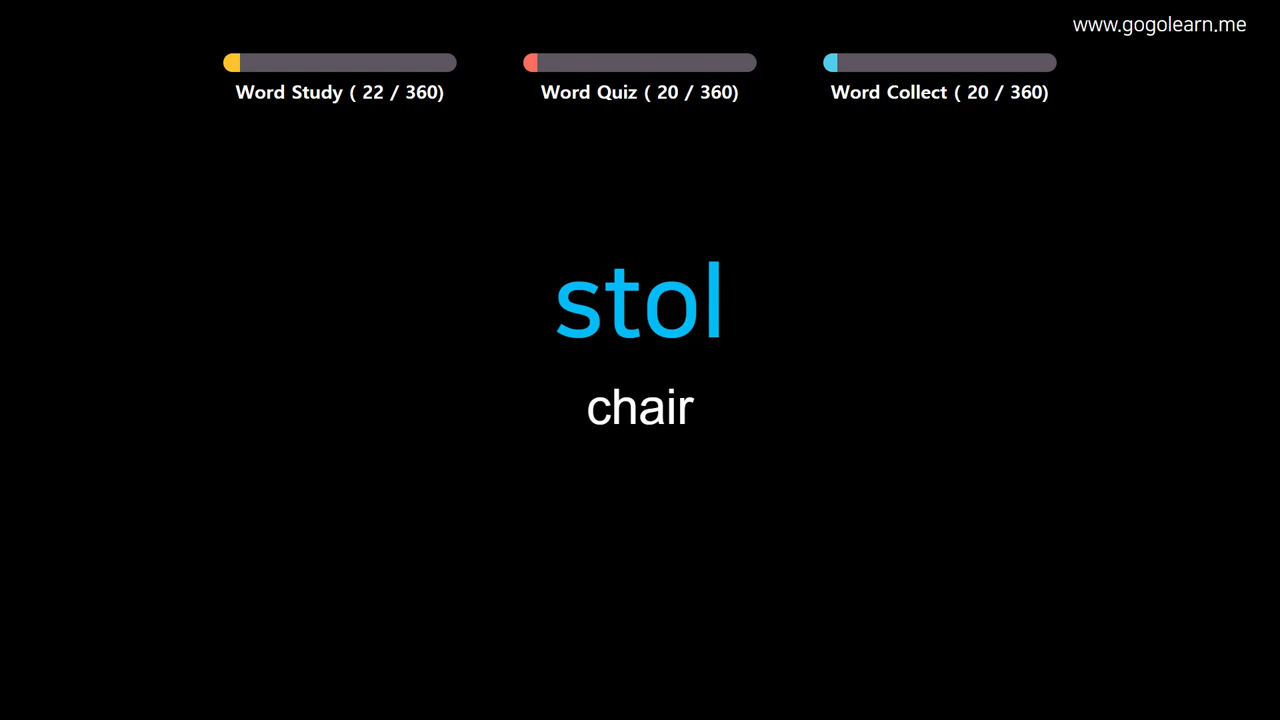 www.gogolearn.me
Word Study ( 22 / 360)
Word Quiz ( 20 / 360)
Word Collect ( 20 / 360)
stol
chair